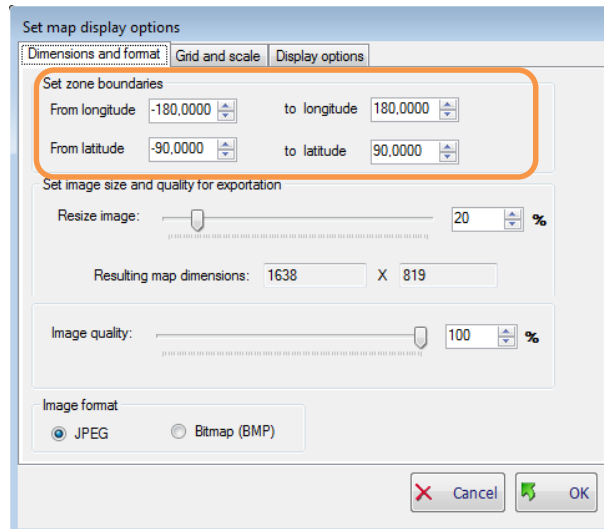 Set map display options
Dimensions and format Grid and scale Display options
Set zone boundaries
From longitude -180,0000 to longitude 180,0000
From latitude -90,0000 to latitude 90,0000
Set image size and quality for exportation
Resize image: 20 %
Resulting map dimensions: 1638 X 819
Image quality: 100 %
Image format
JPEG Bitmap (BMP)
Cancel OK